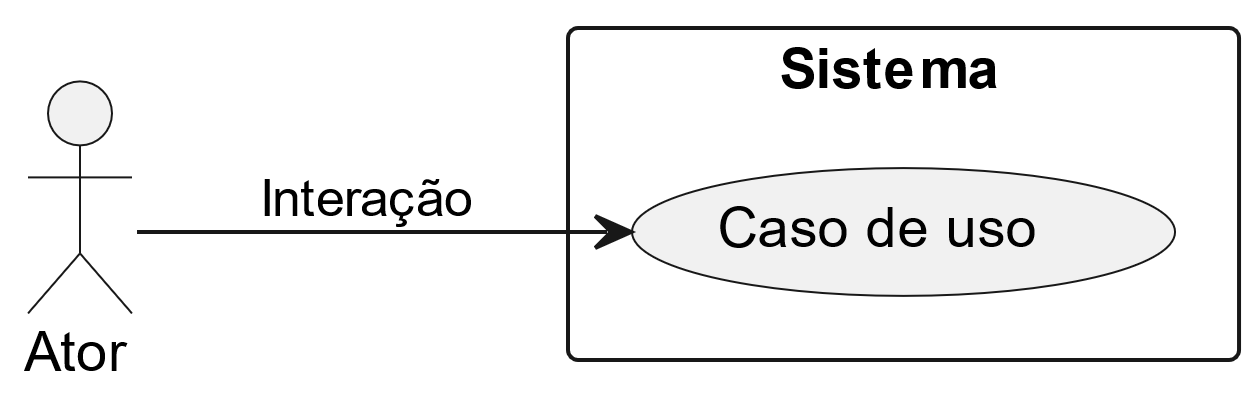 Sistema
Interação
Caso de uso
Ator